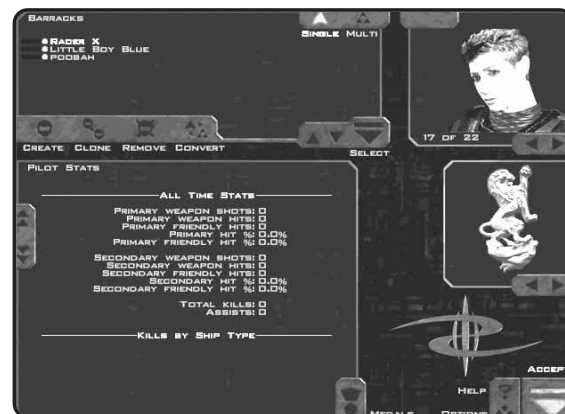 BARRACKS
SINGLE MULTI
RACER X
LITTLE BOY BLUE
POOBAH
17 OF 22
CREATE CLONE REMOVE CONVERT
SELECT
PILOT STATS
ALL TIME STATS
PRIMARY WEAPON SHOTS: 0
PRIMARY WEAPON HITS: 0
PRIMARY FRIENDLY HITS: 0
PRIMARY HIT %: 0.0%
PRIMARY FRIENDLY HIT %: 0.0%
SECONDARY WEAPON SHOTS: 0
SECONDARY WEAPON HITS: 0
SECONDARY FRIENDLY HITS: 0
SECONDARY HIT %: 0.0%
SECONDARY FRIENDLY HIT %: 0.0%
TOTAL KILLS: 0
ASSISTS: 0
KILLS BY SHIP TYPE
ACCEPT
HELP
MEDALS OPTIONS